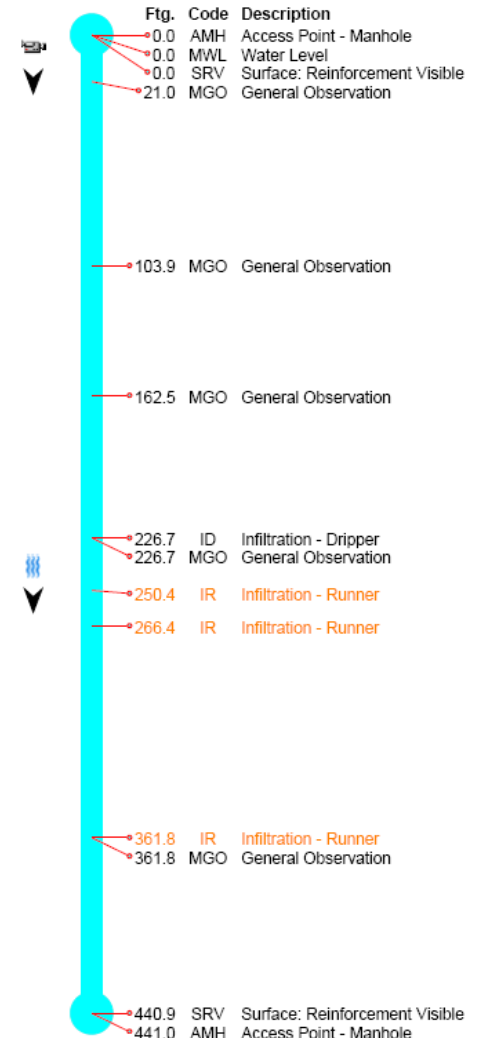 Ftg. Code Description
0.0 AMH Access Point - Manhole
0.0 MWL Water Level
0.0 SRV Surface: Reinforcement Visible
21.0 MGO General Observation
103.9 MGO General Observation
162.5 MGO General Observation
226.7 ID Infiltration - Dripper
226.7 MGO General Observation
250.4 IR Infiltration - Runner
266.4 IR Infiltration - Runner
361.8 IR Infiltration - Runner
361.8 MGO General Observation
440.9 SRV Surface: Reinforcement Visible
441.0 AMH Access Point - Manhole